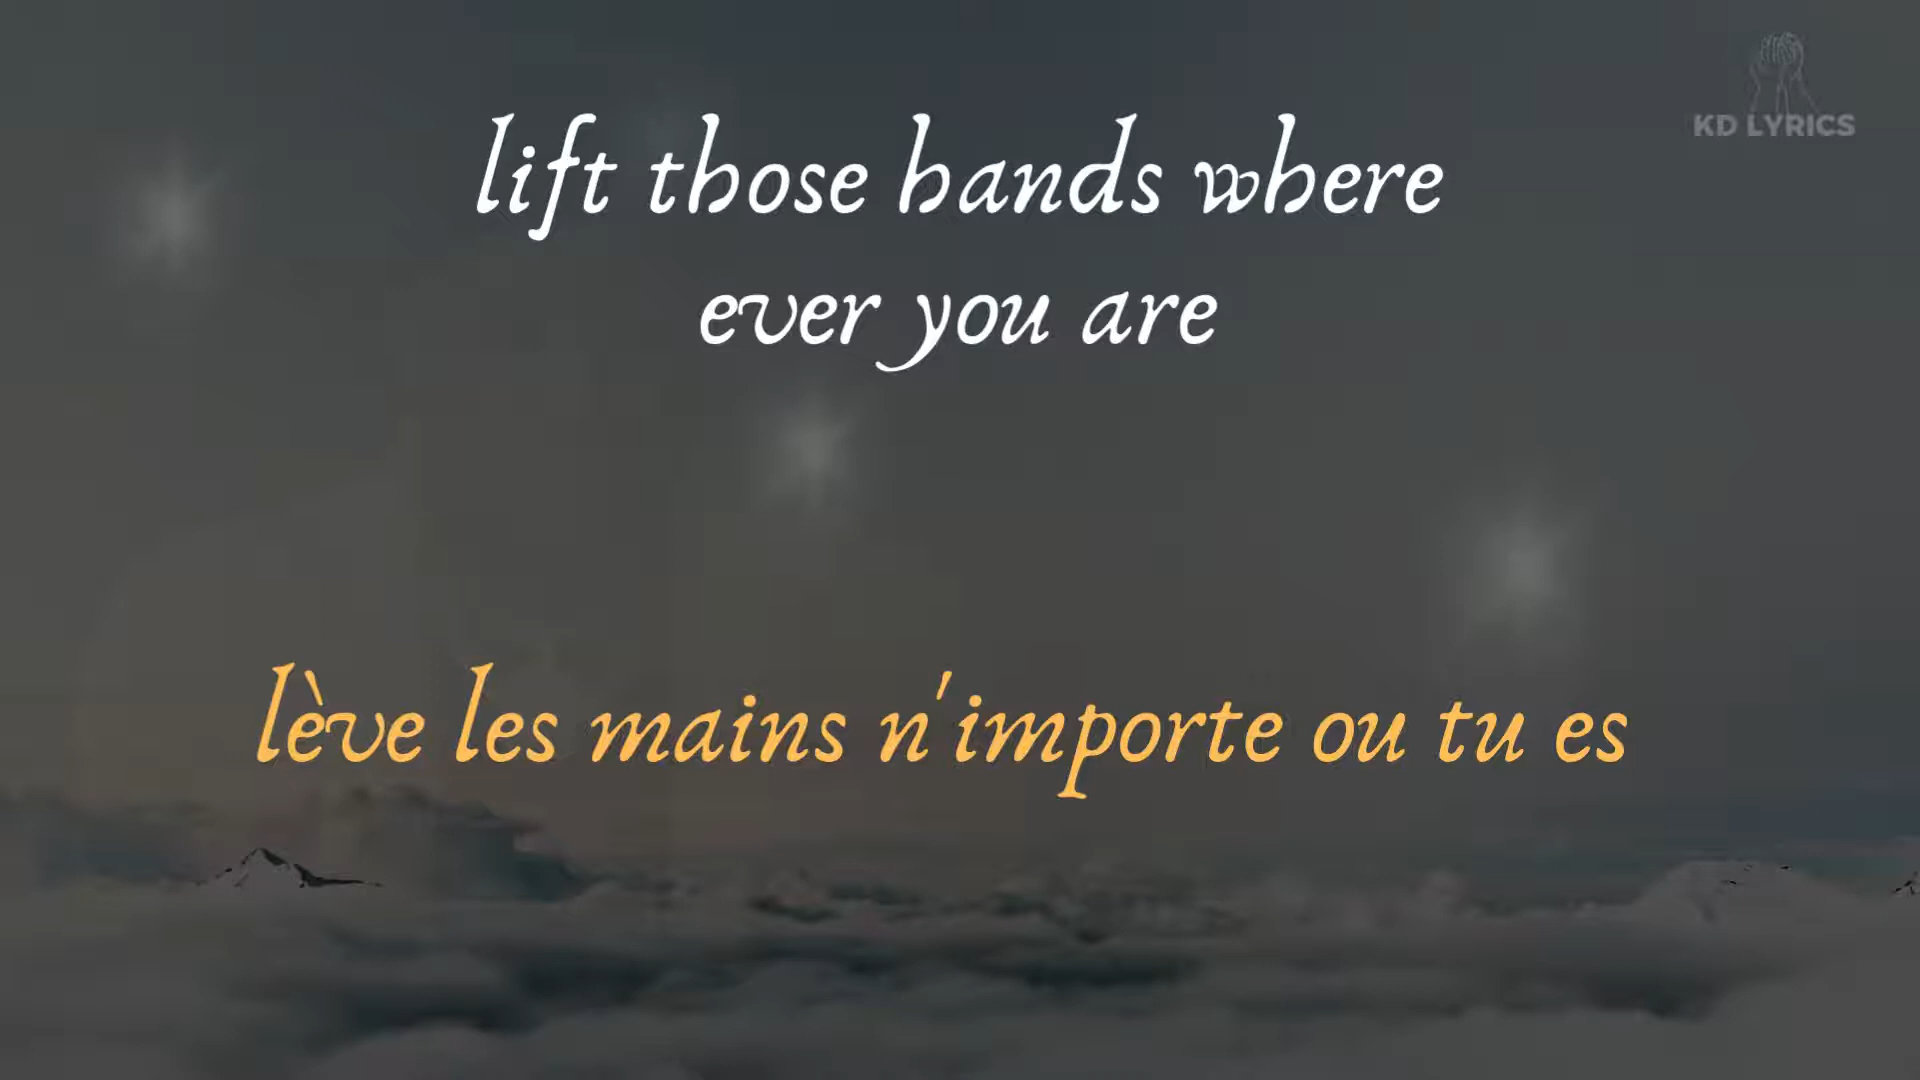 KD LYRICS
lift those hands where
ever you are
lève les mains n'importe ou tu es